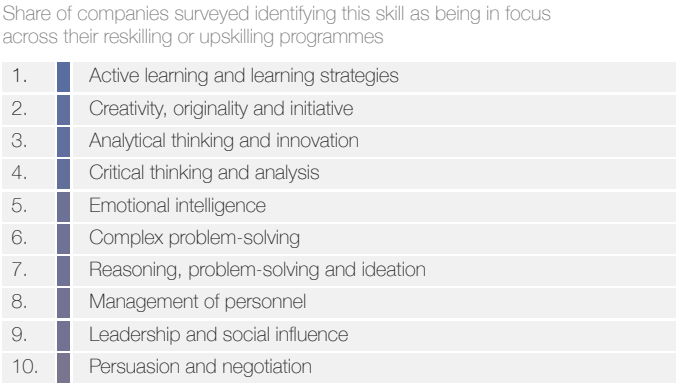 Share of companies surveyed identifying this skill as being in focus
across their reskilling or upskilling programmes
1. Active learning and learning strategies
2. Creativity, originality and initiative
3. Analytical thinking and innovation
4. Critical thinking and analysis
5. Emotional intelligence
6. Complex problem-solving
7. Reasoning, problem-solving and ideation
8. Management of personnel
9. Leadership and social influence
10. Persuasion and negotiation